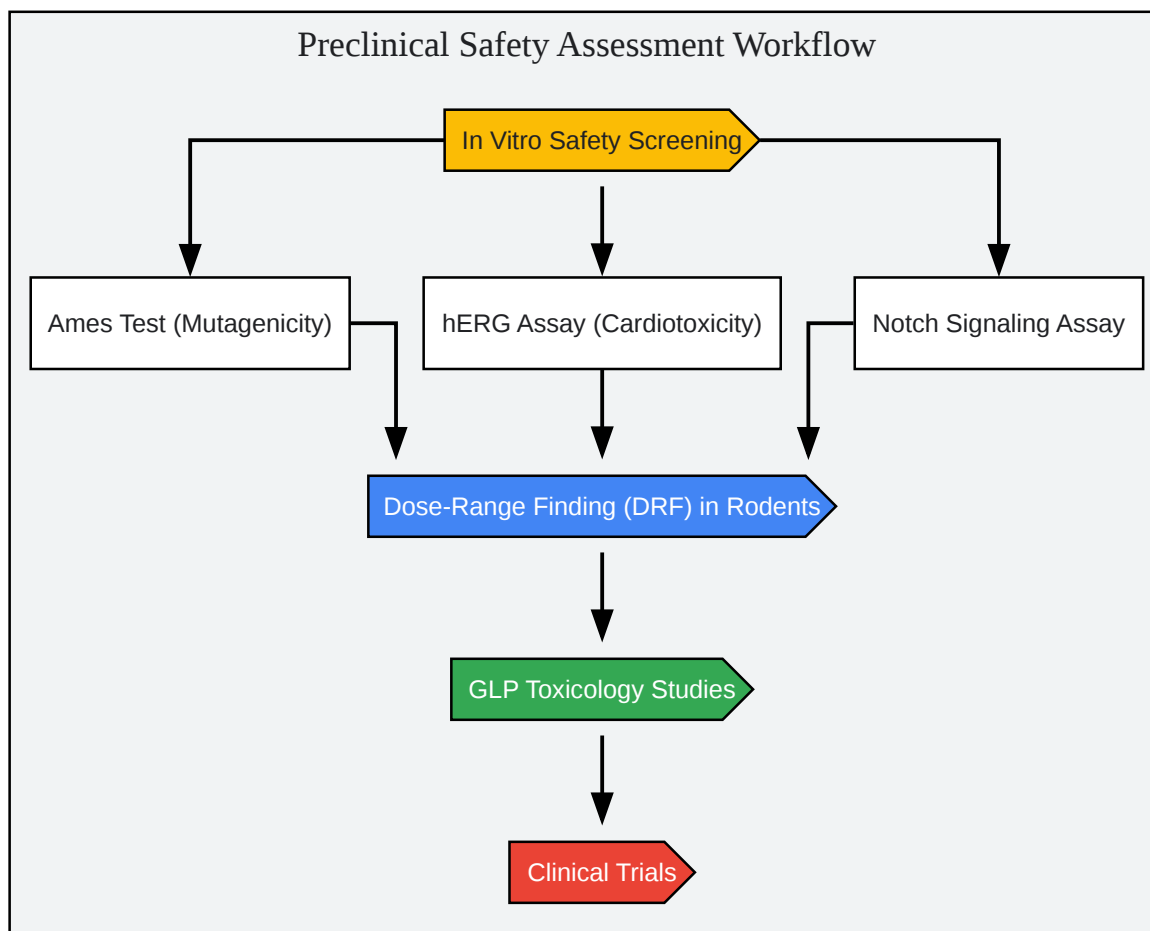 Preclinical Safety Assessment Workflow
In Vitro Safety Screening
Ames Test (Mutagenicity)
hERG Assay (Cardiotoxicity)
Notch Signaling Assay
Dose-Range Finding (DRF) in Rodents
GLP Toxicology Studies
Clinical Trials